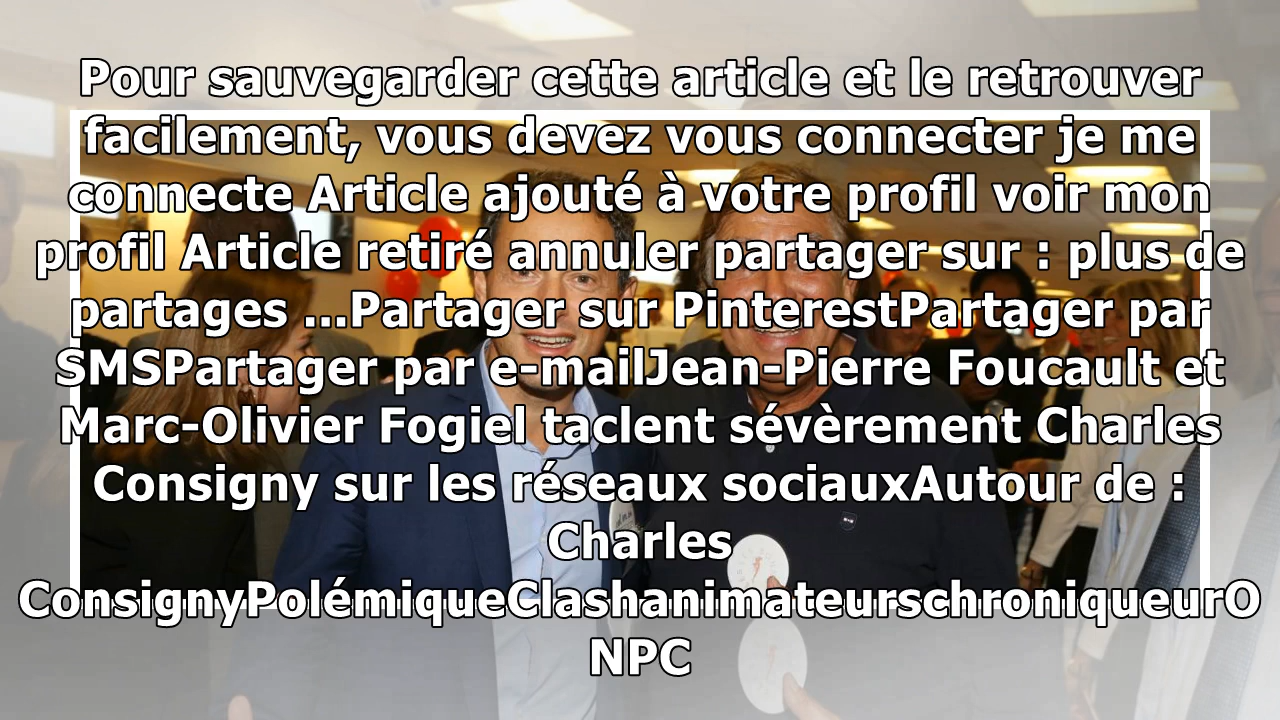 Pour sauvegarder cette article et le retrouver
facilement, vous devez vous connecter je me
connecte Article ajouté à votre profil voir mon
profil Article retiré annuler partager sur : plus de
partages ...Partager sur PinterestPartager par
SMSPartager par e-mailJean-Pierre Foucault et
Marc-Olivier Fogiel taclent sévèrement Charles
Consigny sur les réseaux sociauxAutour de :
Charles
ConsignyPolémiqueClashanimateurschroniqueurO
NPC